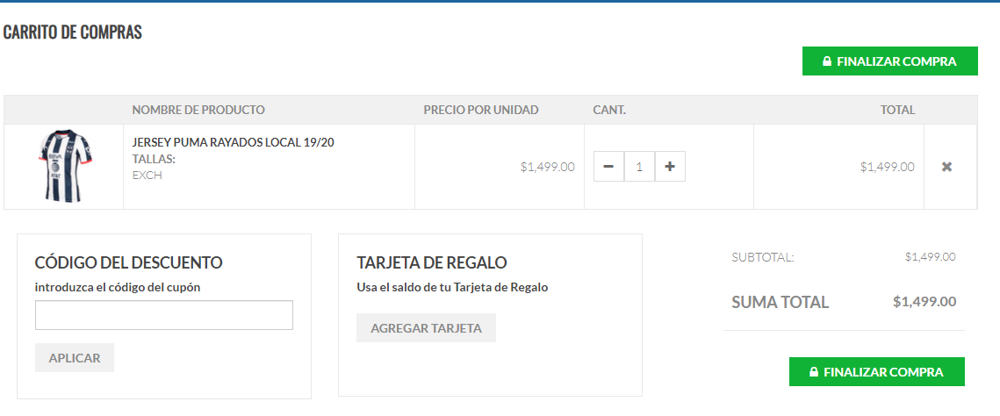 CARRITO DE COMPRAS
FINALIZAR COMPRA
NOMBRE DE PRODUCTO PRECIO POR UNIDAD CANT. TOTAL
BBVA
AT&T
JERSEY PUMA RAYADOS LOCAL 19/20
TALLAS:
EXCH
$1,499.00 1 $1,499.00
CÓDIGO DEL DESCUENTO
introduzca el código del cupón
APLICAR
TARJETA DE REGALO
Usa el saldo de tu Tarjeta de Regalo
AGREGAR TARJETA
SUBTOTAL: $1,499.00
SUMA TOTAL $1,499.00
FINALIZAR COMPRA